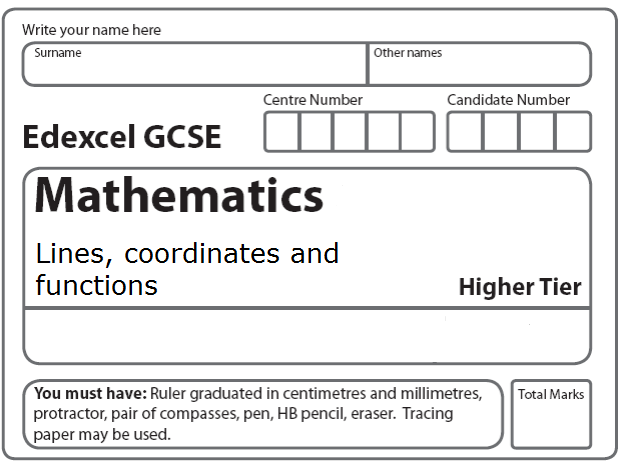 Write your name here
Surname Other names
Centre Number Candidate Number
Edexcel GCSE
Mathematics
Lines, coordinates and
functions
Higher Tier
You must have: Ruler graduated in centimetres and millimetres,
protractor, pair of compasses, pen, HB pencil, eraser. Tracing
paper may be used.
Total Marks